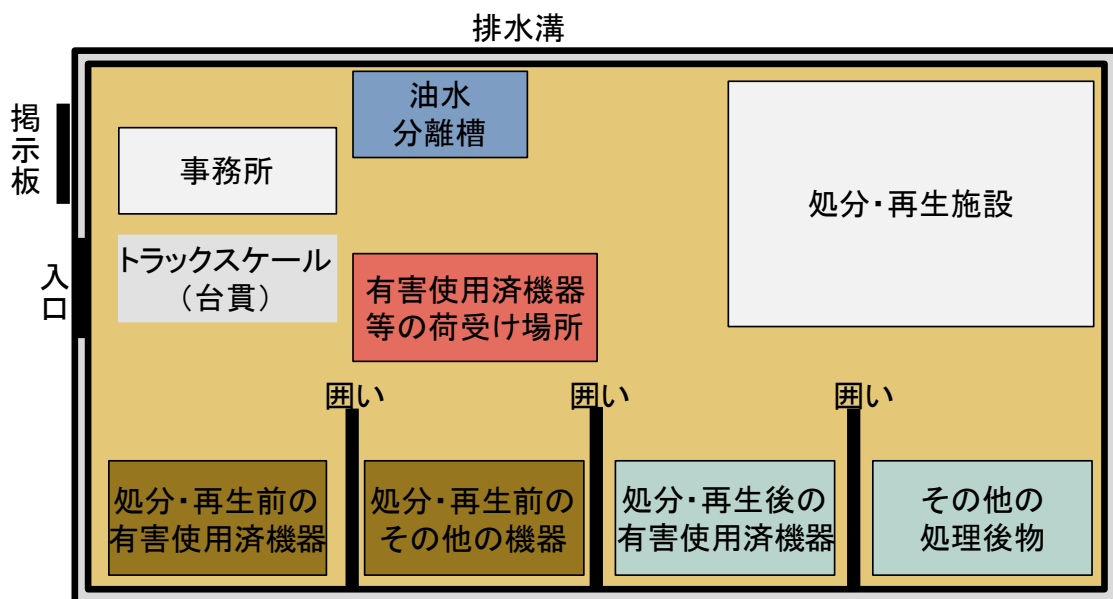 排水溝
掲示板
油水
分離槽
事務所
処分・再生施設
入口
トラックスケール
（台貫）
有害使用済機器
等の荷受け場所
囲い
囲い
囲い
処分・再生前の
有害使用済機器
処分・再生前の
その他の機器
処分・再生後の
有害使用済機器
その他の
処理後物